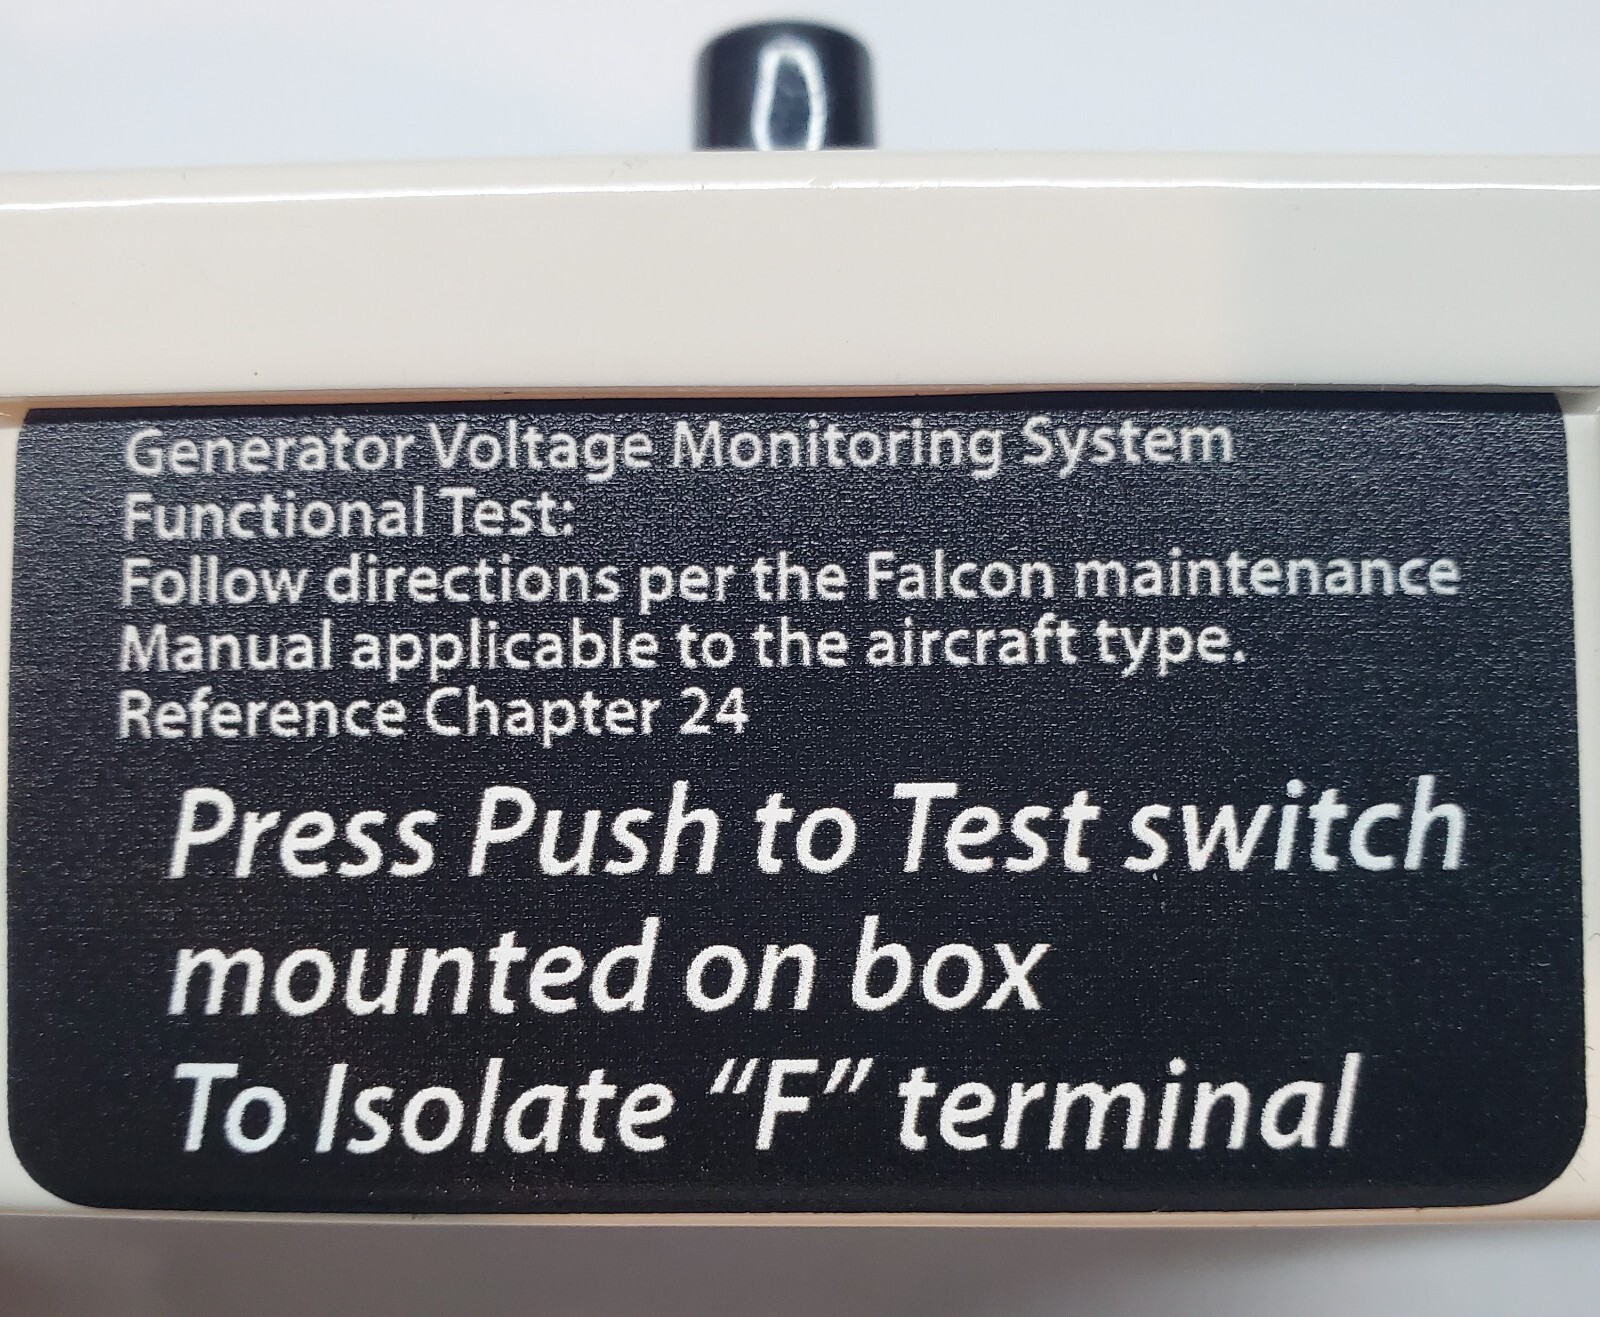 Generator Voltage Monitoring System
Functional Test:
Follow directions per the Falcon maintenance
Manual applicable to the aircraft type.
Reference Chapter 24
Press Push to Test switch
mounted on box
To Isolate “F” terminal